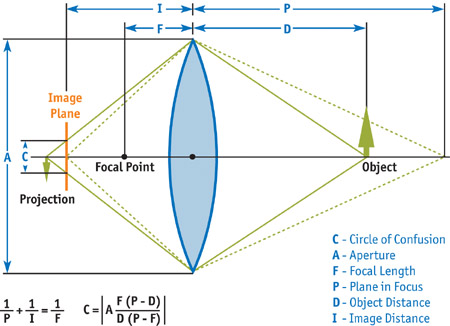 I
P
F
D
Image
Plane
A
C
Focal Point
Object
Projection
C - Circle of Confusion
A - Aperture
F - Focal Length
P - Plane in Focus
D - Object Distance
I - Image Distance
1/P + 1/I = 1/F
C = |A F (P - D) / D (P - F)|